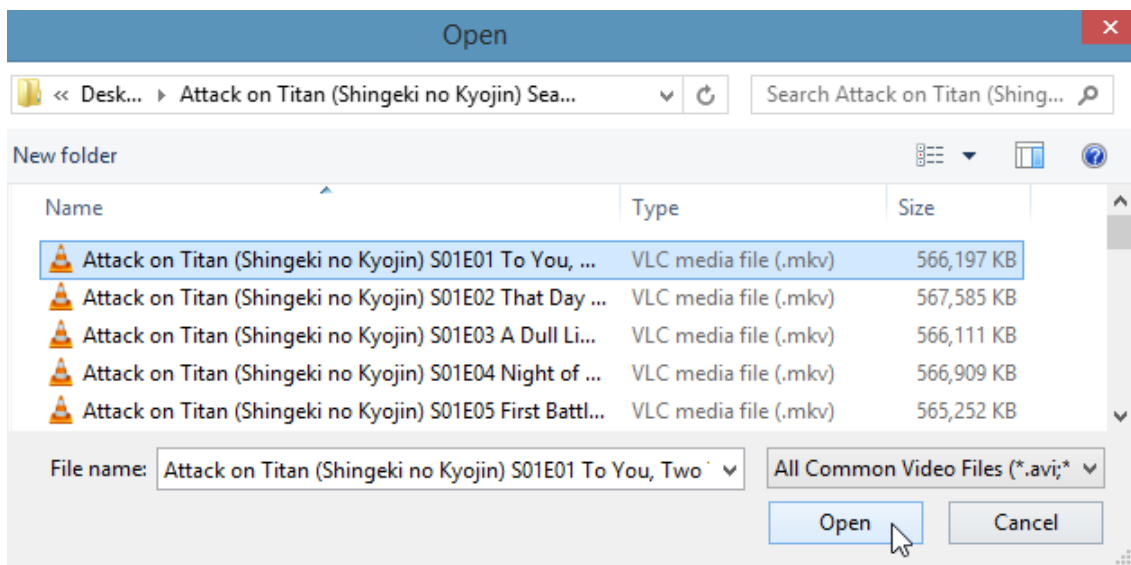 Open
« Desk... Attack on Titan (Shingeki no Kyojin) Sea... Search Attack on Titan (Shing...
New folder
Name Type Size
Attack on Titan (Shingeki no Kyojin) S01E01 To You, ... VLC media file (.mkv) 566,197 KB
Attack on Titan (Shingeki no Kyojin) S01E02 That Day ... VLC media file (.mkv) 567,585 KB
Attack on Titan (Shingeki no Kyojin) S01E03 A Dull Li... VLC media file (.mkv) 566,111 KB
Attack on Titan (Shingeki no Kyojin) S01E04 Night of ... VLC media file (.mkv) 566,909 KB
Attack on Titan (Shingeki no Kyojin) S01E05 First Battl... VLC media file (.mkv) 565,252 KB
File name: Attack on Titan (Shingeki no Kyojin) S01E01 To You, Two All Common Video Files (*.avi;*
Open Cancel